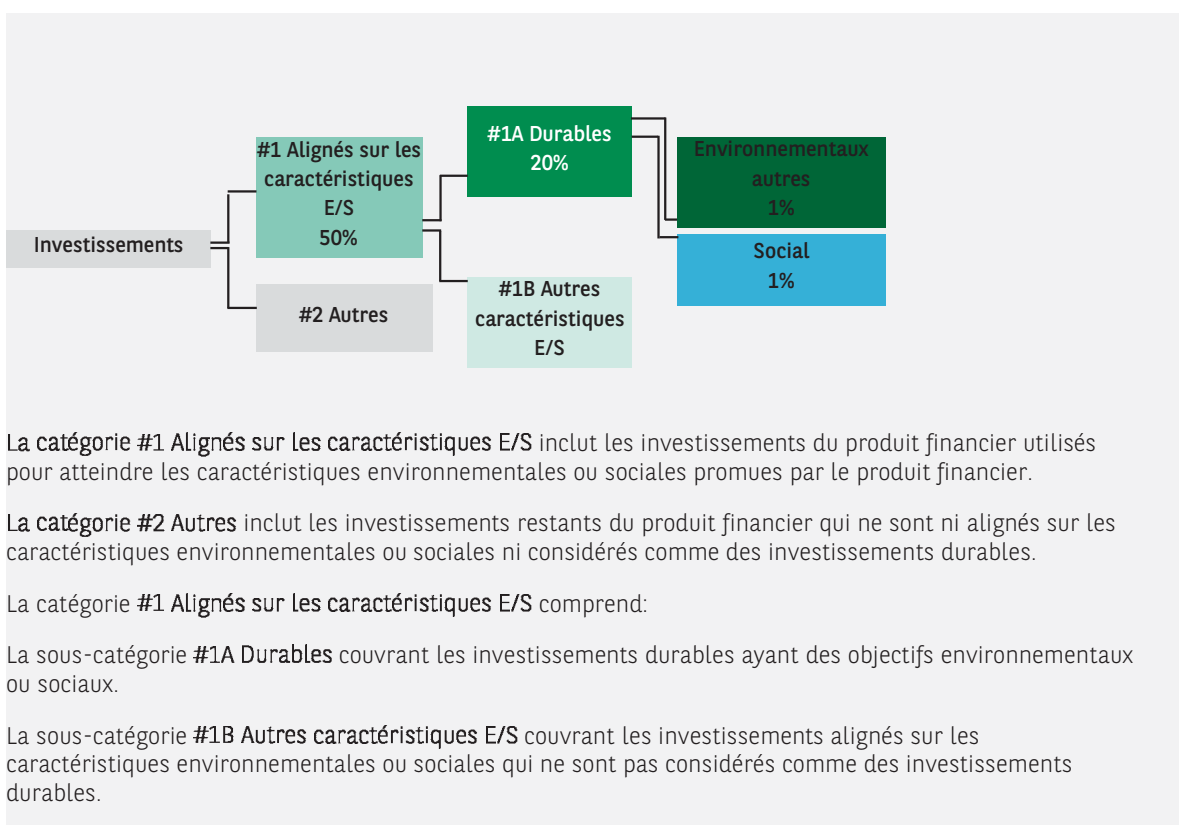 Investissements
#1 Alignés sur les
caractéristiques
E/S
50%
#2 Autres
#1A Durables
20%
#1B Autres
caractéristiques
E/S
Environnementaux
autres
1%
Social
1%
La catégorie #1 Alignés sur les caractéristiques E/S inclut les investissements du produit financier utilisés
pour atteindre les caractéristiques environnementales ou sociales promues par le produit financier.
La catégorie #2 Autres inclut les investissements restants du produit financier qui ne sont ni alignés sur les
caractéristiques environnementales ou sociales ni considérés comme des investissements durables.
La catégorie #1 Alignés sur les caractéristiques E/S comprend:
La sous-catégorie #1A Durables couvrant les investissements durables ayant des objectifs environnementaux
ou sociaux.
La sous-catégorie #1B Autres caractéristiques E/S couvrant les investissements alignés sur les
caractéristiques environnementales ou sociales qui ne sont pas considérés comme des investissements
durables.